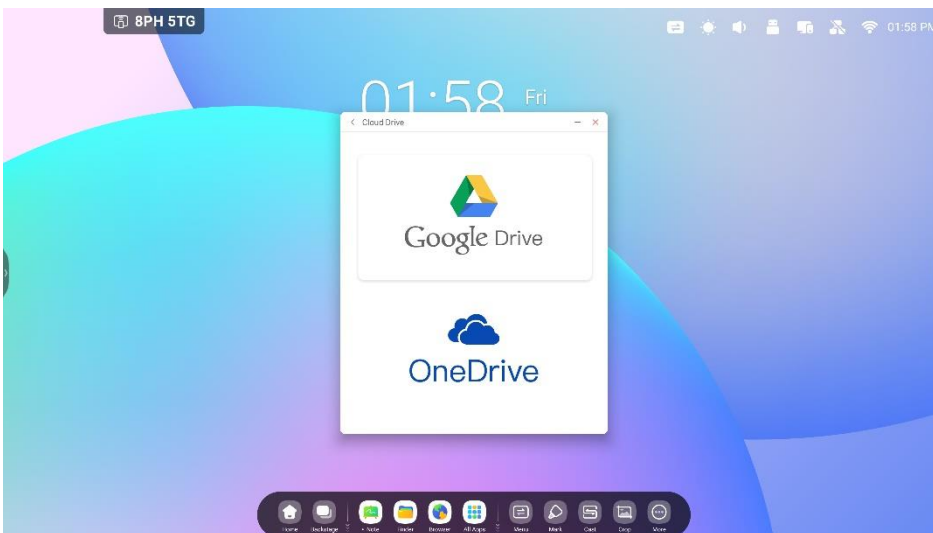 8PH 5TG
01:58 PM
01:58 Fri
Cloud Drive
Google Drive
OneDrive
Home Backstage + Note Finder Browser All Apps Menu Mark Cast Crop More